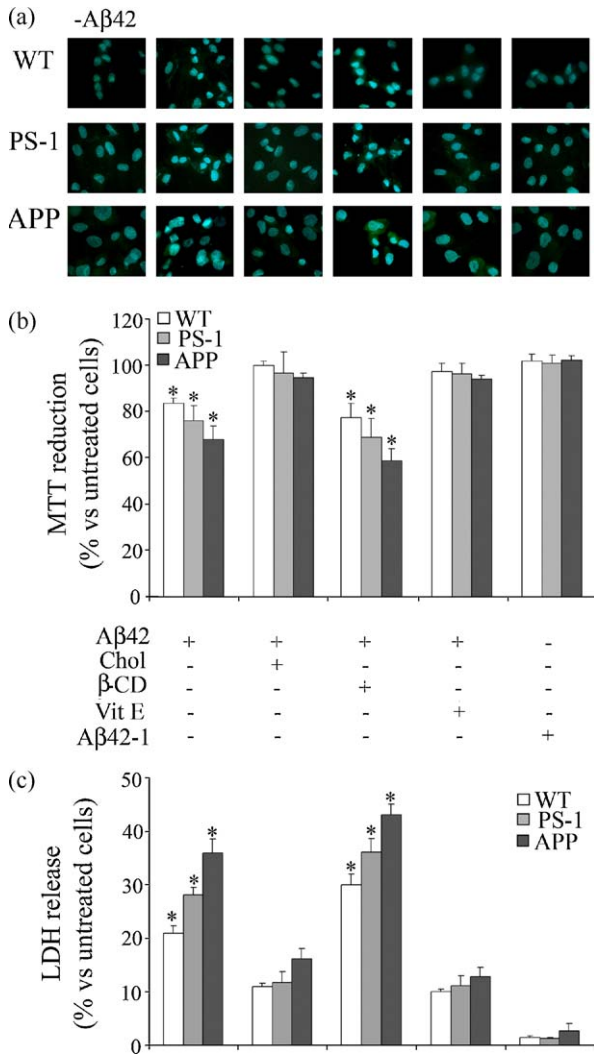 (a)
-Aβ42
WT
PS-1
APP
(b)
MTT reduction
(% vs untreated cells)
120
100
80
60
40
20
0
WT
PS-1
APP
* * *
* * *
Aβ42 + + + + -
Chol - + - - -
β-CD - - + - -
Vit E - - - + -
Aβ42-1 - - - - +
(c)
LDH release
(% vs untreated cells)
50
40
30
20
10
0
WT
PS-1
APP
* * *
* * *